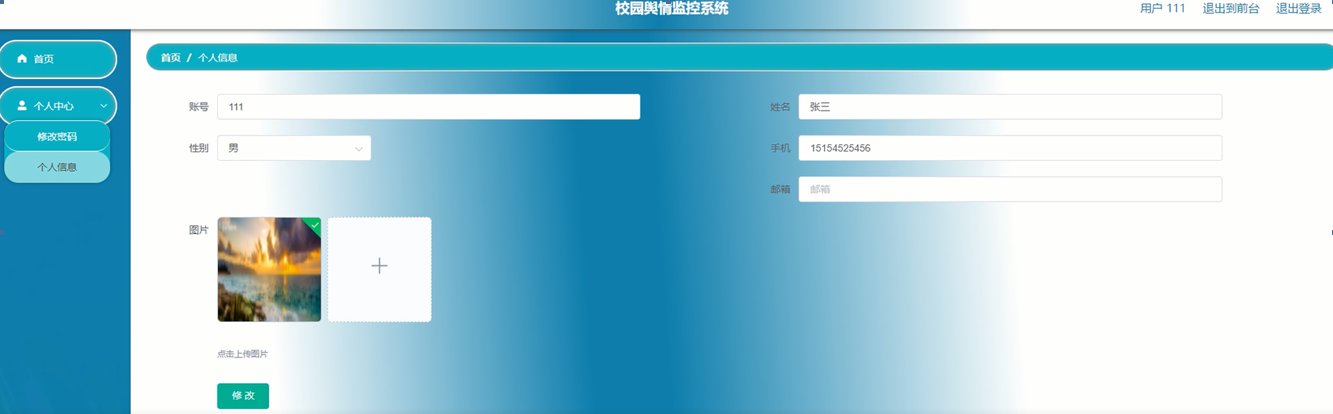 校园舆情监控系统
用户 111 退出到前台 退出登录
首页
个人中心
修改密码
个人信息
首页 / 个人信息
账号 111
姓名 张三
性别 男
手机 15154525456
邮箱 邮箱
图片
点击上传图片
修改